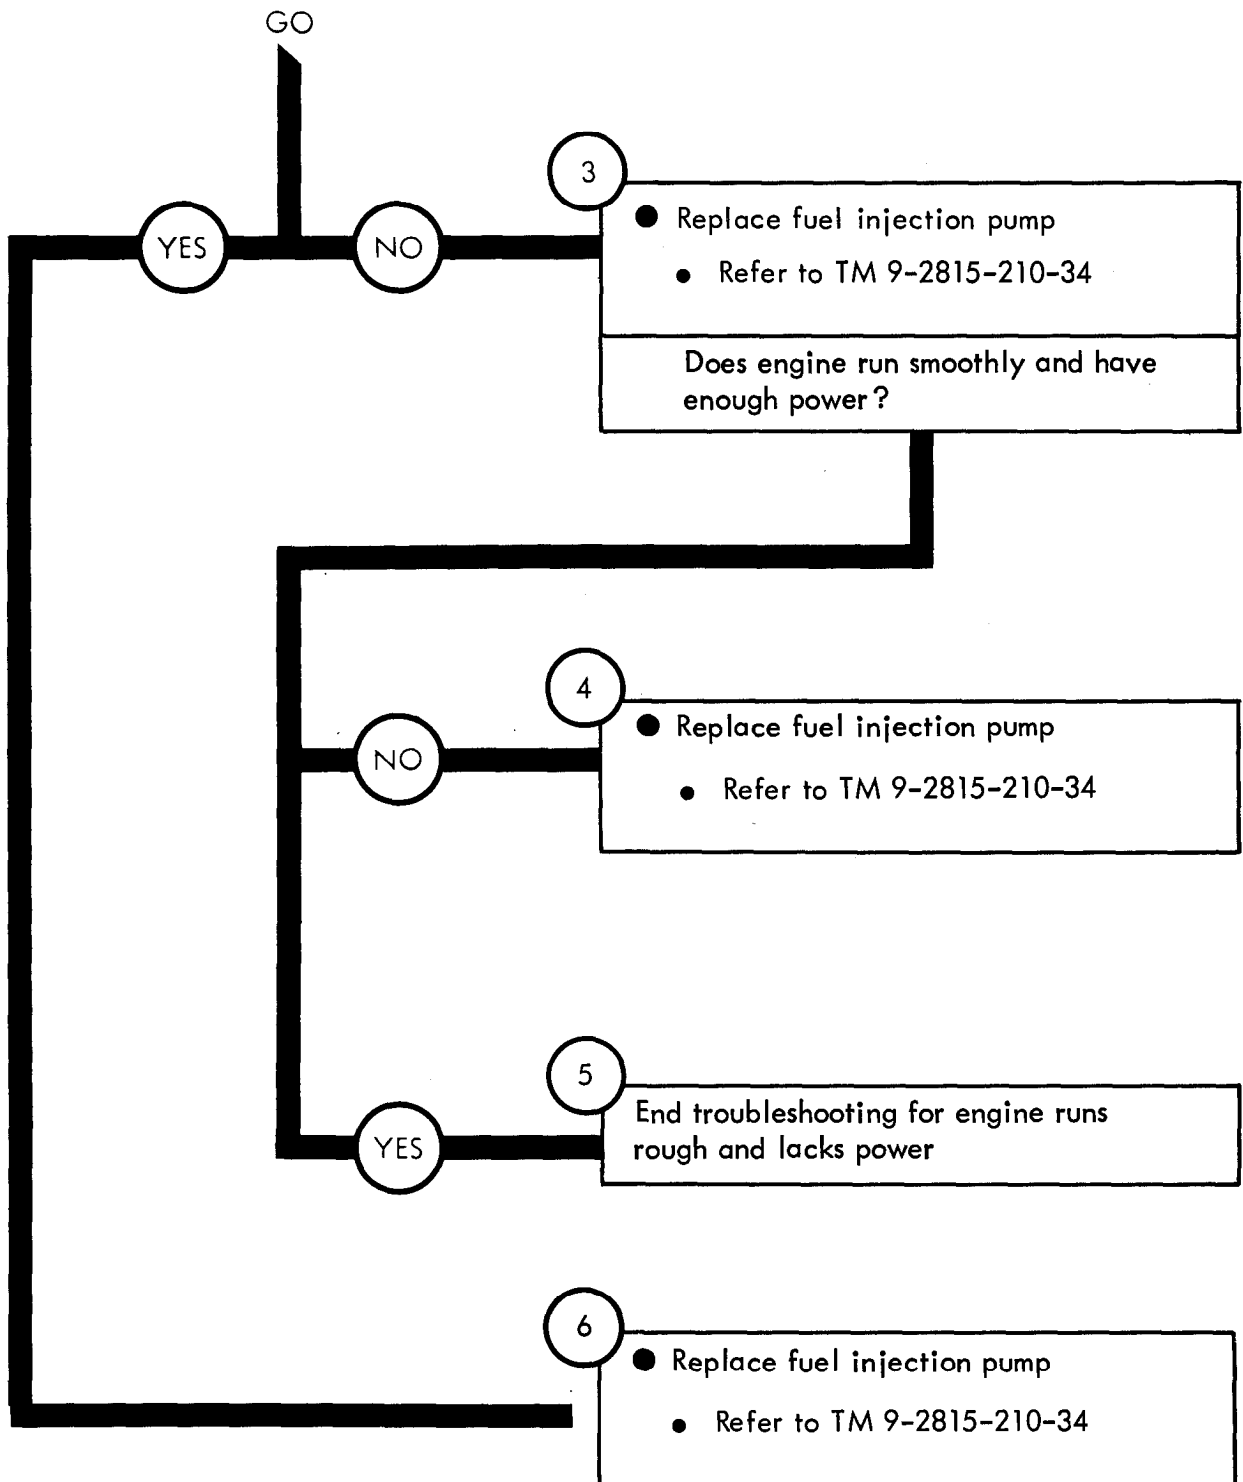 GO
YES
NO
3
● Replace fuel injection pump
● Refer to TM 9-2815-210-34
Does engine run smoothly and have
enough power?
4
NO
● Replace fuel injection pump
● Refer to TM 9-2815-210-34
5
YES
End troubleshooting for engine runs
rough and lacks power
6
● Replace fuel injection pump
● Refer to TM 9-2815-210-34